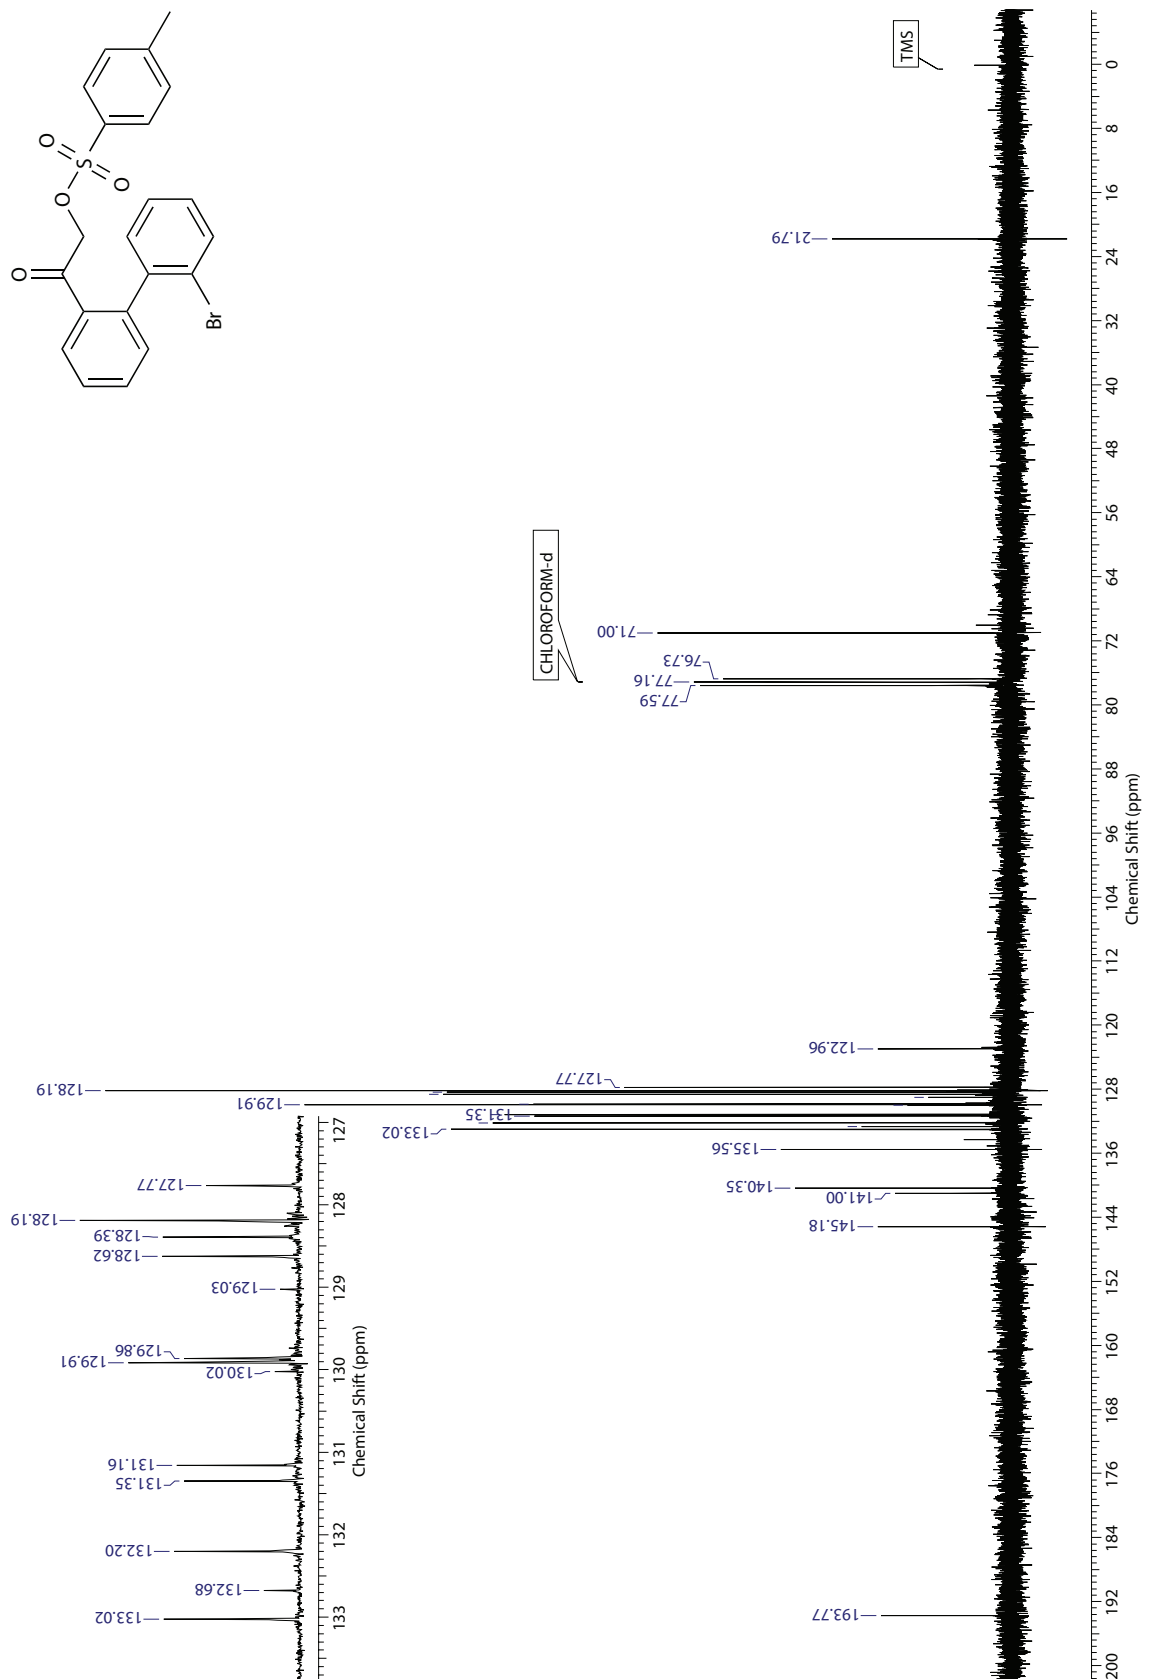 O
O
O
S
O
Br
TMS
CHLOROFORM-d
193.77
145.18
141.00
140.35
135.56
133.02
131.35
129.91
128.19
127.77
122.96
77.59
77.16
76.73
71.00
21.79
200 192 184 176 168 160 152 144 136 128 120 112 104 96 88 80 72 64 56 48 40 32 24 16 8 0
Chemical Shift (ppm)
133.02
132.68
132.20
131.35
131.16
130.02
129.91
129.86
129.03
128.62
128.39
128.19
127.77
133 132 131 130 129 128 127
Chemical Shift (ppm)